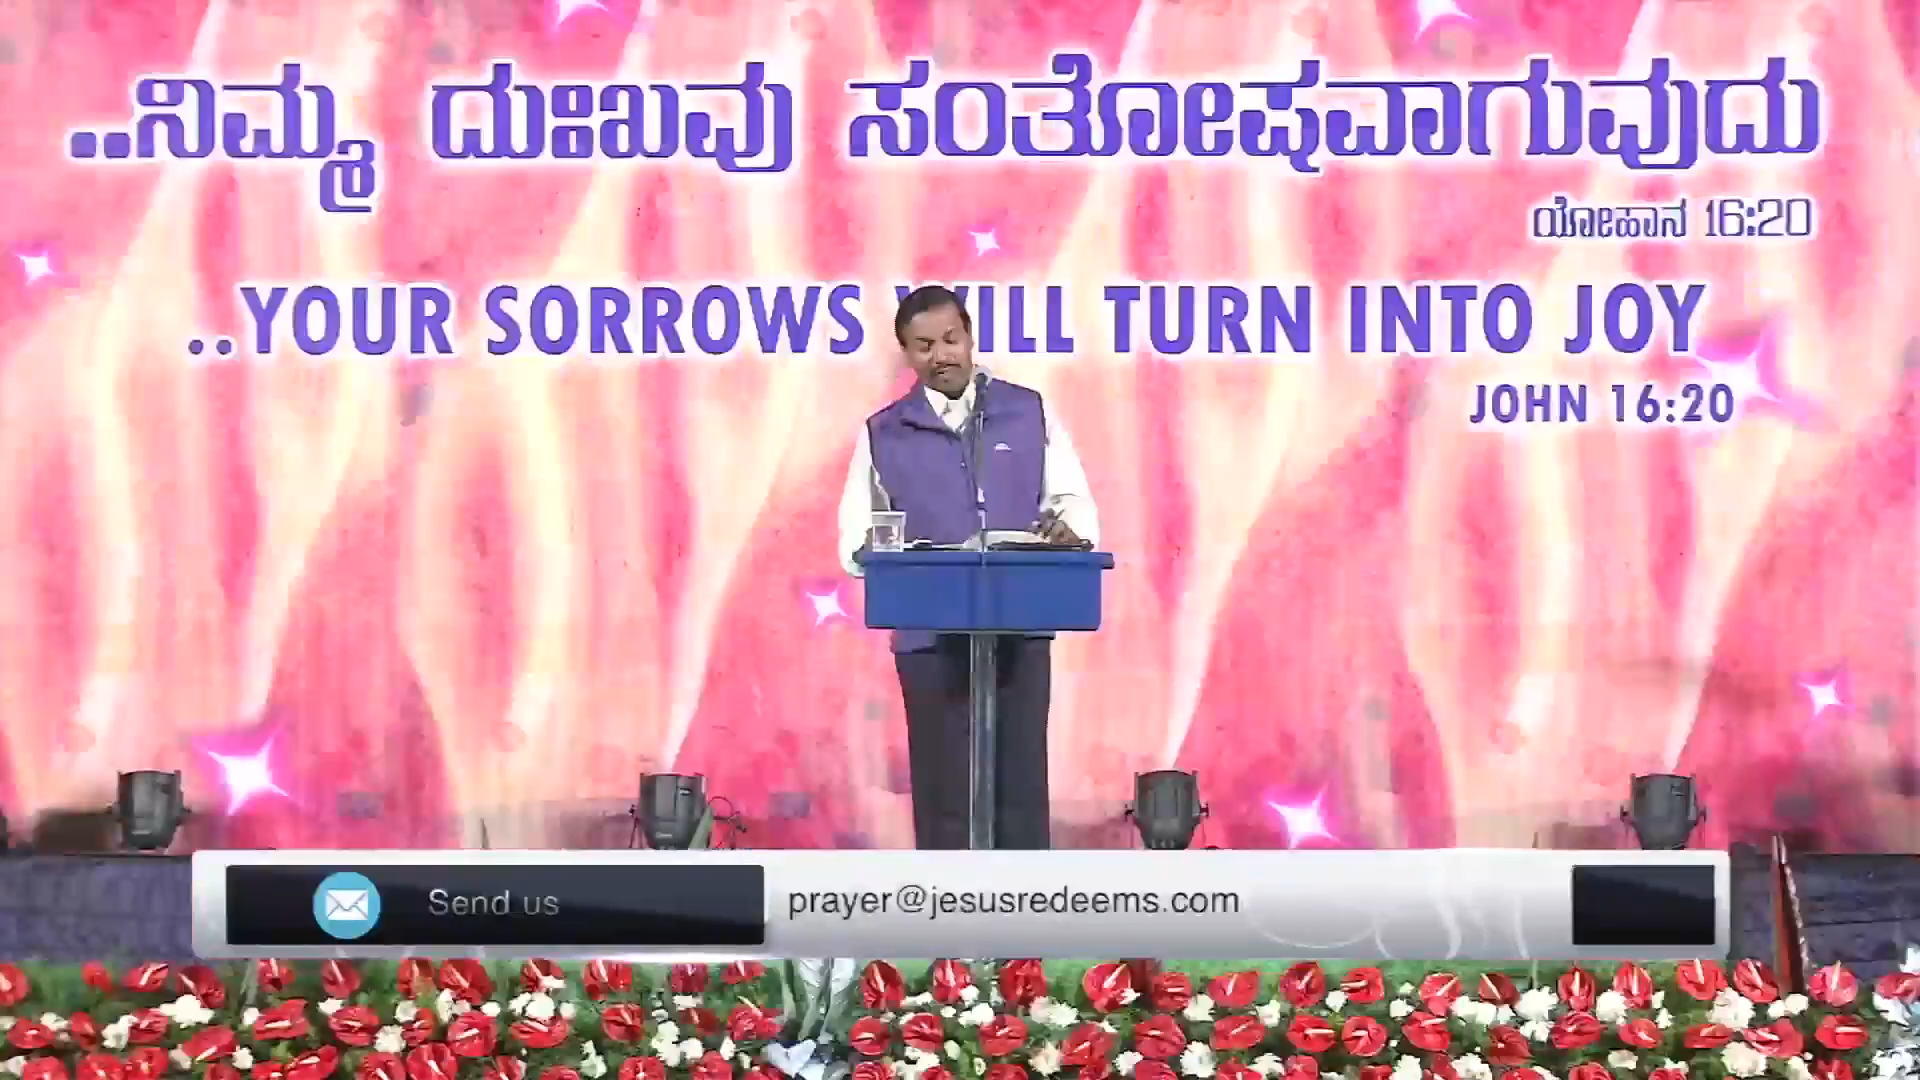 ..ನಿಮ್ಮ ದುಃಖವು ಸಂತೋಷವಾಗುವುದು
ಯೋಹಾನ 16:20
..YOUR SORROWS WILL TURN INTO JOY
JOHN 16:20
Send us prayer@jesusredeems.com